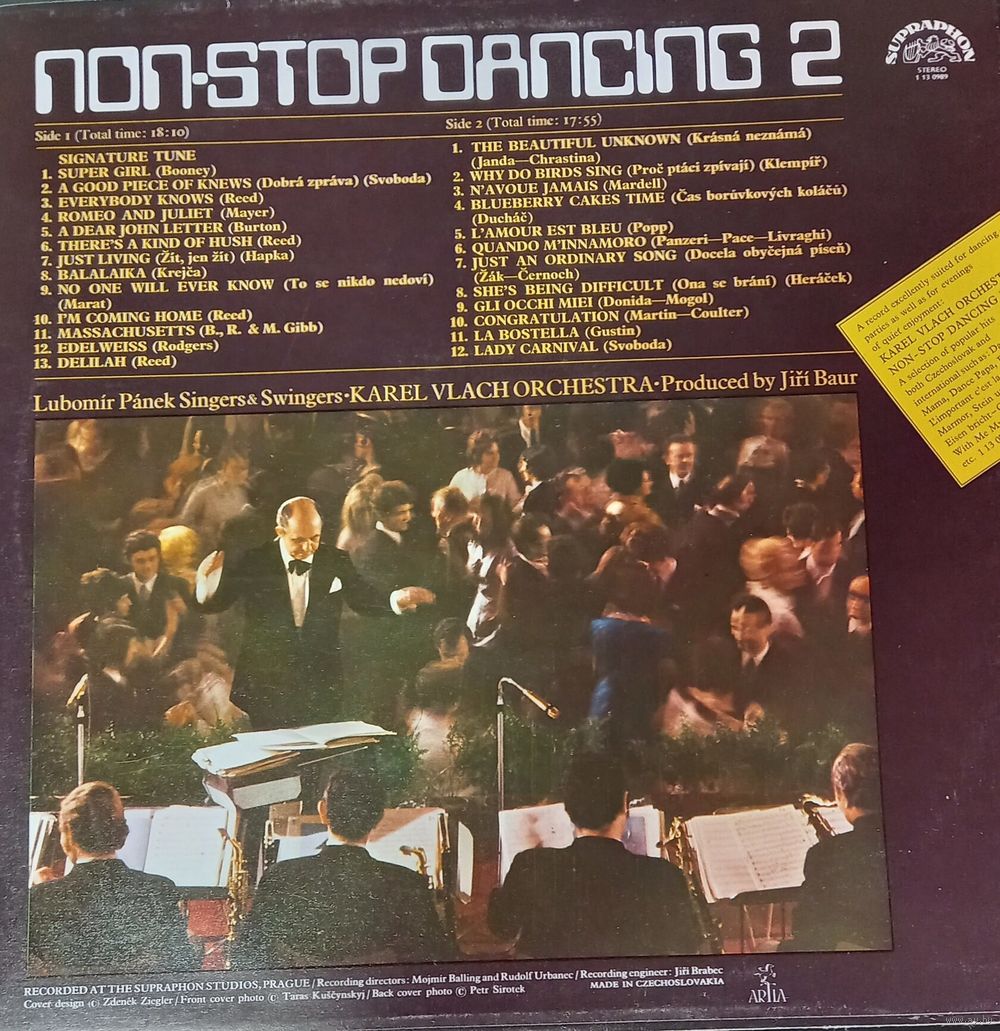 NON-STOP DANCING 2
SUPRAPHON
STEREO
1 13 0989
Side 1 (Total time: 18:10)
SIGNATURE TUNE
1. SUPER GIRL (Booney)
2. A GOOD PIECE OF KNEWS (Dobrá zpráva) (Svoboda)
3. EVERYBODY KNOWS (Reed)
4. ROMEO AND JULIET (Mayer)
5. A DEAR JOHN LETTER (Burton)
6. THERE'S A KIND OF HUSH (Reed)
7. JUST LIVING (Žít, jen žít) (Hapka)
8. BALALAIKA (Krejča)
9. NO ONE WILL EVER KNOW (To se nikdo nedoví)
(Marat)
10. I'M COMING HOME (Reed)
11. MASSACHUSETTS (B., R. & M. Gibb)
12. EDELWEISS (Rodgers)
13. DELILAH (Reed)
Side 2 (Total time: 17:55)
1. THE BEAUTIFUL UNKNOWN (Krásná neznámá)
(Janda—Chrastina)
2. WHY DO BIRDS SING (Proč ptáci zpívají) (Klempíř)
3. N'AVOUE JAMAIS (Mardell)
4. BLUEBERRY CAKES TIME (Čas borůvkových koláčů)
(Ducháč)
5. L'AMOUR EST BLEU (Popp)
6. QUANDO M'INNAMORO (Panzeri—Pace—Livraghi)
7. JUST AN ORDINARY SONG (Docela obyčejná píseň)
(Žák—Černoch)
8. SHE'S BEING DIFFICULT (Ona se brání) (Heráček)
9. GLI OCCHI MIEI (Donida—Mogol)
10. CONGRATULATION (Martin—Coulter)
11. LA BOSTELLA (Gustin)
12. LADY CARNIVAL (Svoboda)
A record excellently suited for dancing
parties as well as for evenings
of quiet enjoyment:
KAREL VLACH ORCHEST
NON-STOP DANCING
A selection of popular hits
both Czechoslovak and
international such as: Da
Mama, Dance Papa,
L'important c'est l
Marmor, Stein
Eisen bricht—
With Me M
etc. 1 13
Lubomír Pánek Singers & Swingers · KAREL VLACH ORCHESTRA · Produced by Jiří Baur
RECORDED AT THE SUPRAPHON STUDIOS, PRAGUE / Recording directors: Mojmír Balling and Rudolf Urbanec / Recording engineer: Jiří Brabec
Cover design © Zdeněk Ziegler / Front cover photo © Taras Kuščynskyj / Back cover photo © Petr Sirotek
MADE IN CZECHOSLOVAKIA
ARTIA